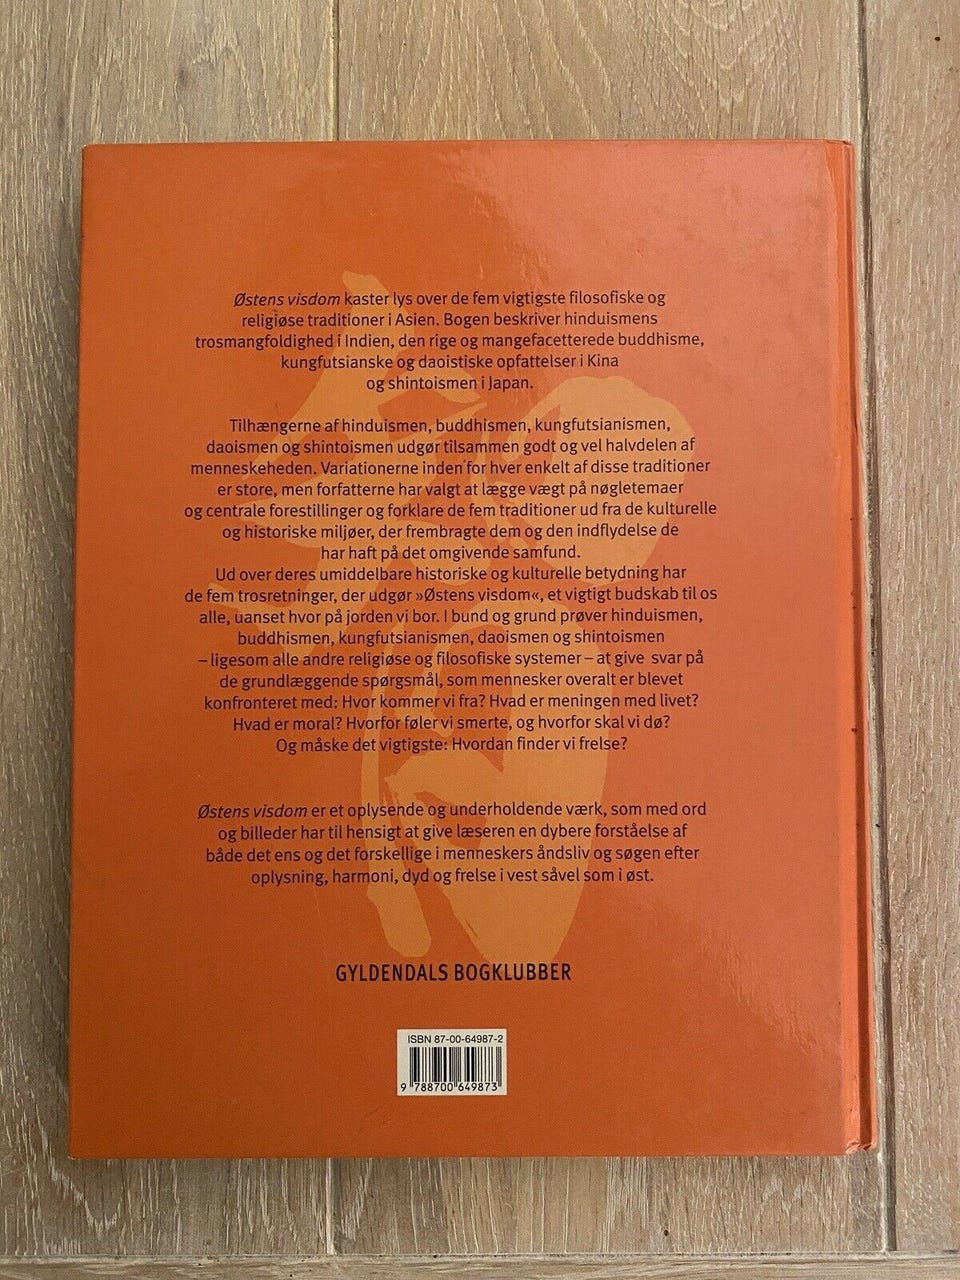 Østens visdom kaster lys over de fem vigtigste filosofiske og
religiøse traditioner i Asien. Bogen beskriver hinduismens
trosmangfoldighed i Indien, den rige og mangefacetterede buddhisme,
kungfutsianske og daoistiske opfattelser i Kina
og shintoismen i Japan.
Tilhængerne af hinduismen, buddhismen, kungfutsianismen,
daoismen og shintoismen udgør tilsammen godt og vel halvdelen af
menneskeheden. Variationerne inden for hver enkelt af disse traditioner
er store, men forfatterne har valgt at lægge vægt på nøgletemaer
og centrale forestillinger og forklare de fem traditioner ud fra de kulturelle
og historiske miljøer, der frembragte dem og den indflydelse de
har haft på det omgivende samfund.
Ud over deres umiddelbare historiske og kulturelle betydning har
de fem trosretninger, der udgør »Østens visdom«, et vigtigt budskab til os
alle, uanset hvor på jorden vi bor. I bund og grund prøver hinduismen,
buddhismen, kungfutsianismen, daoismen og shintoismen
– ligesom alle andre religiøse og filosofiske systemer – at give svar på
de grundlæggende spørgsmål, som mennesker overalt er blevet
konfronteret med: Hvor kommer vi fra? Hvad er meningen med livet?
Hvad er moral? Hvorfor føler vi smerte, og hvorfor skal vi dø?
Og måske det vigtigste: Hvordan finder vi frelse?
Østens visdom er et oplysende og underholdende værk, som med ord
og billeder har til hensigt at give læseren en dybere forståelse af
både det ens og det forskellige i menneskers åndsliv og søgen efter
oplysning, harmoni, dyd og frelse i vest såvel som i øst.
GYLDENDALS BOGKLUBBER
ISBN 87-00-64987-2
9 788700 649873